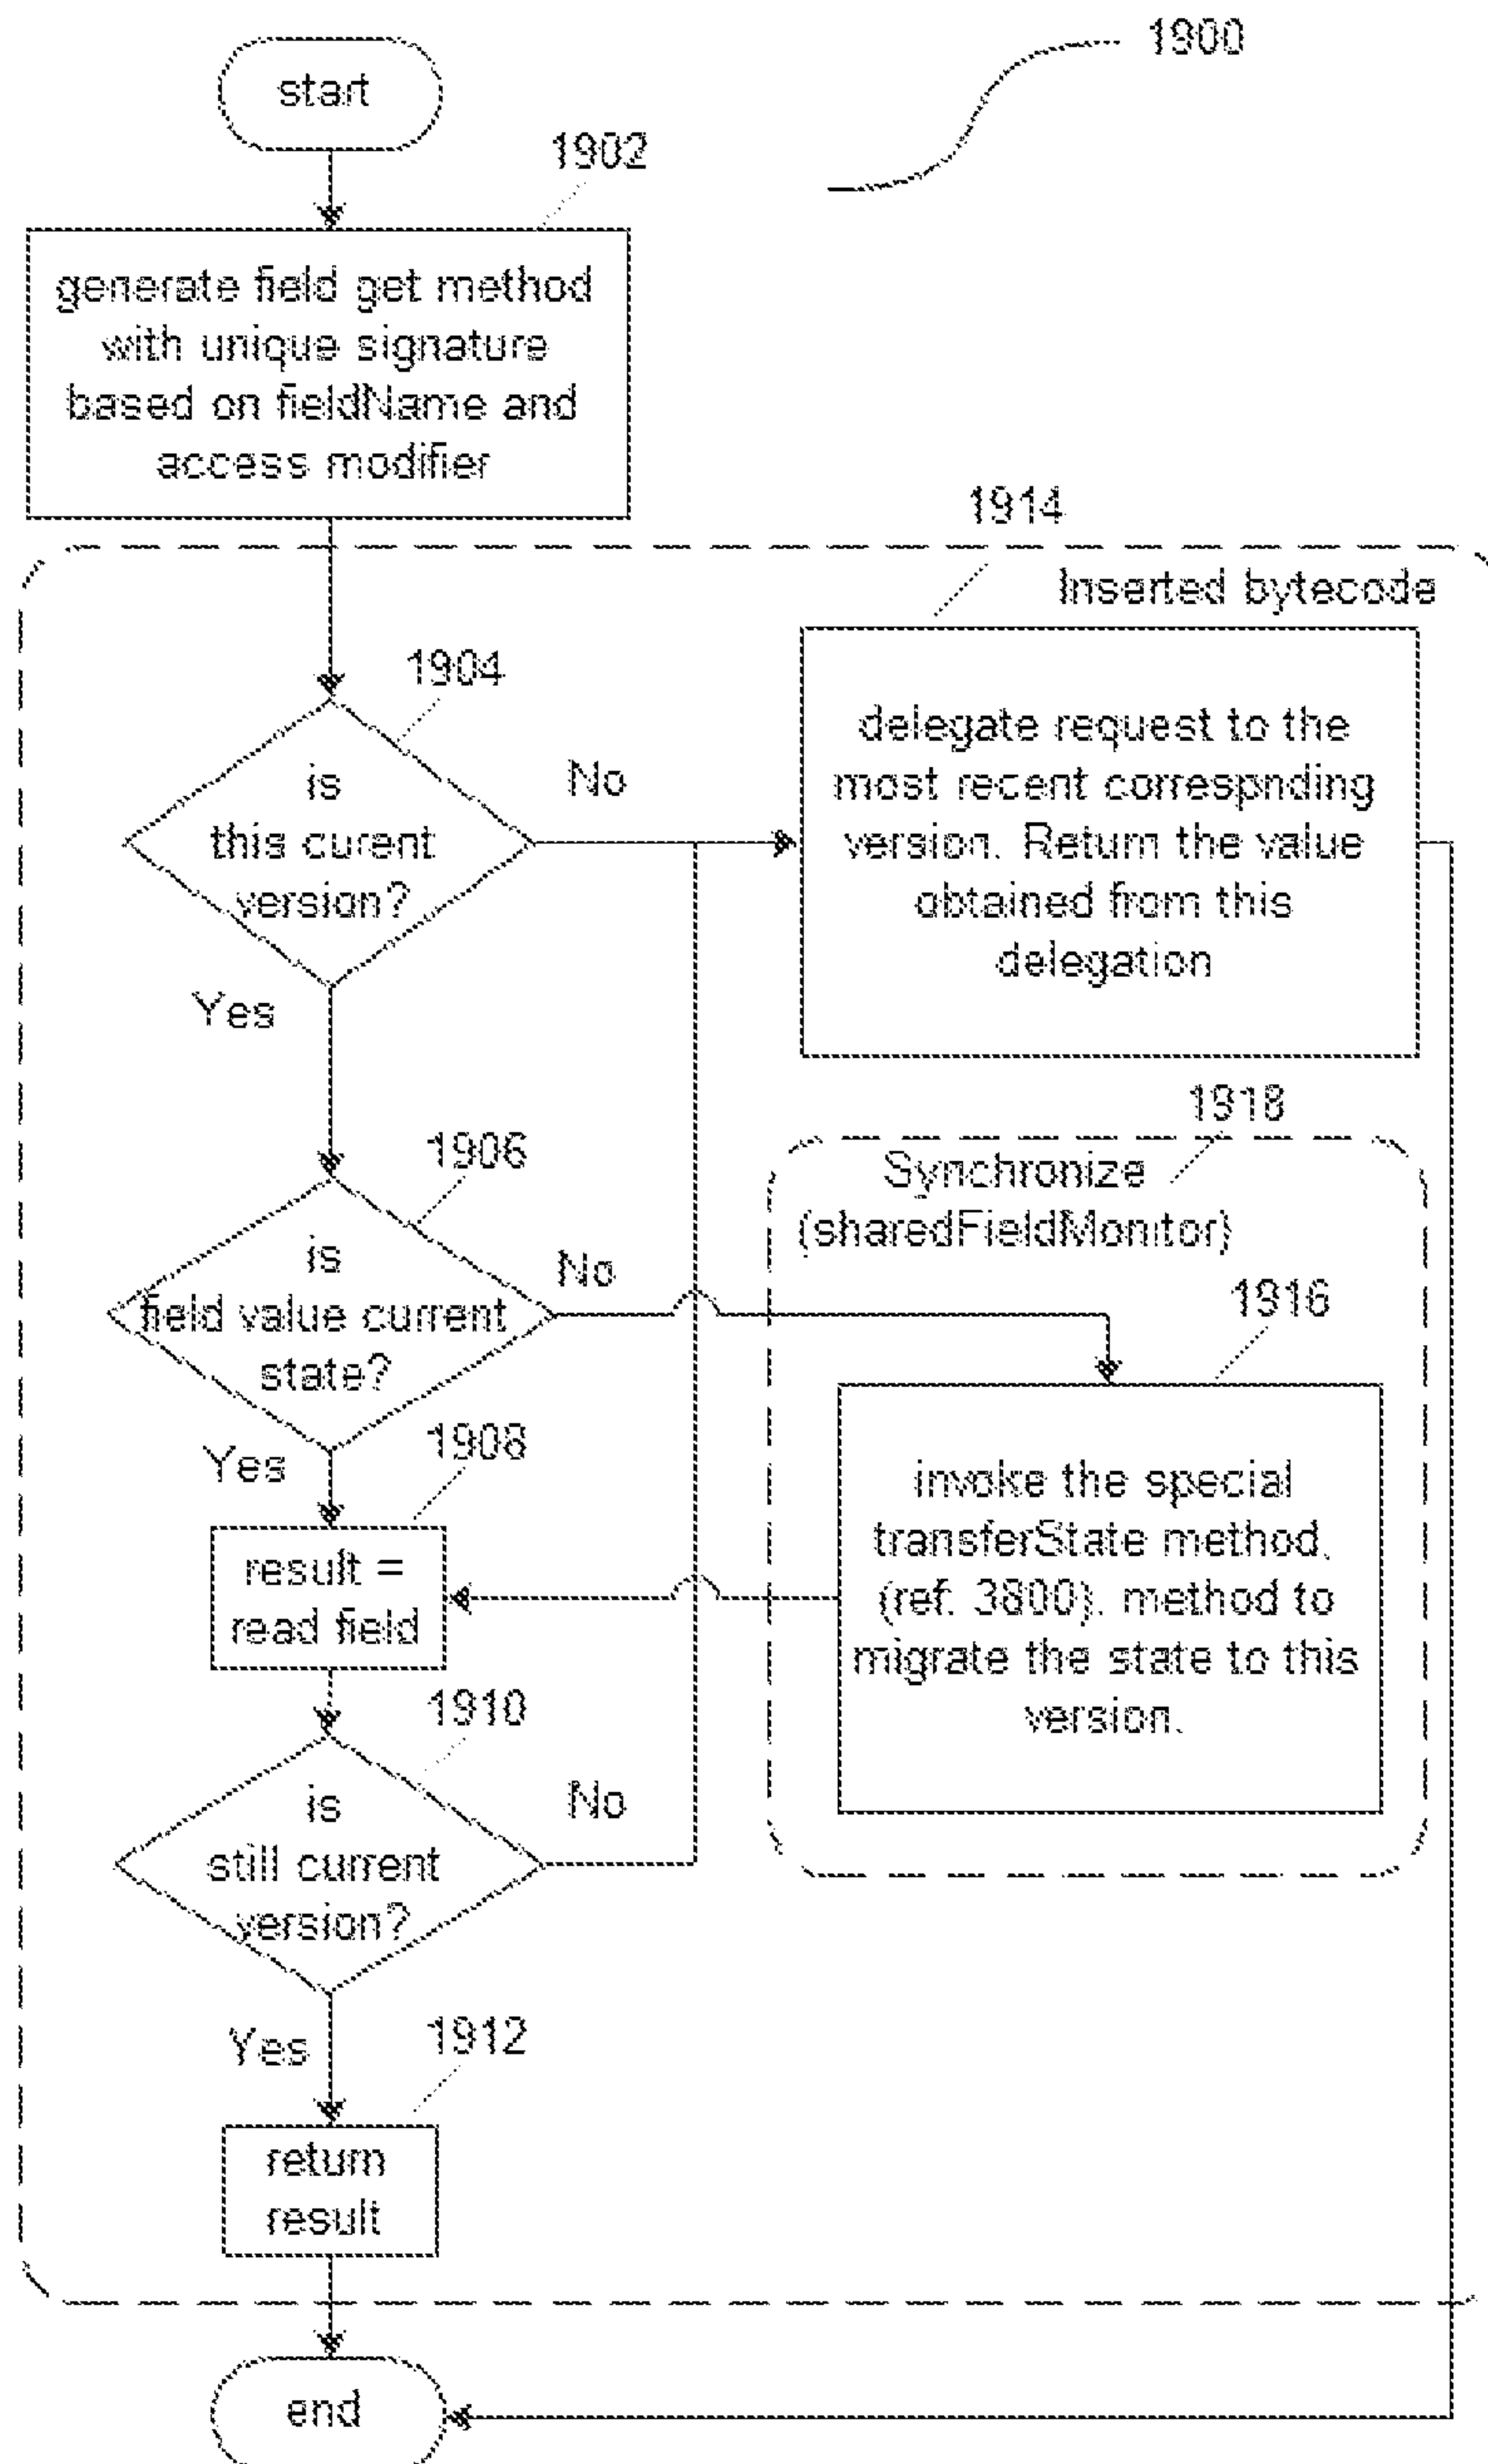 1900
start
1902
generate field get method
with unique signature
based on fieldName and
access modifier
1914
Inserted bytecode
1904
is
this curent
version?
No
Yes
delegate request to the
most recent correspnding
version. Return the value
obtained from this
delegation
1918
Synchronize
(sharedFieldMonitor)
1906
is
field value current
state?
No
Yes
1916
invoke the special
transferState method.
(ref. 3800). method to
migrate the state to this
version.
1908
result =
read field
1910
is
still current
version?
No
Yes
1912
return
result
end